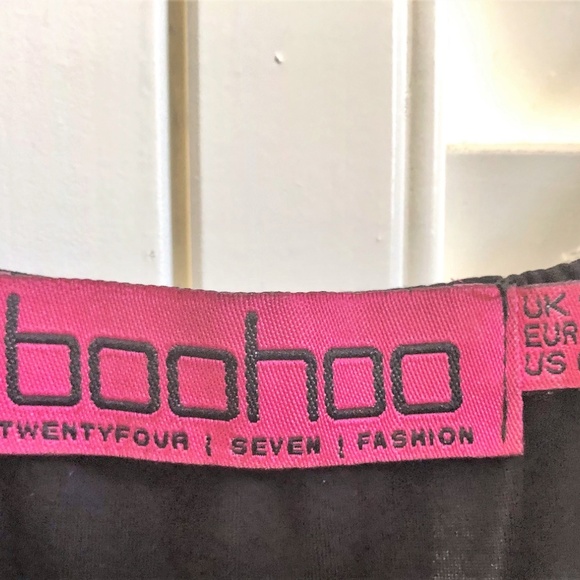 boohoo
TWENTYFOUR ¦ SEVEN ¦ FASHION
UK
EUR
US